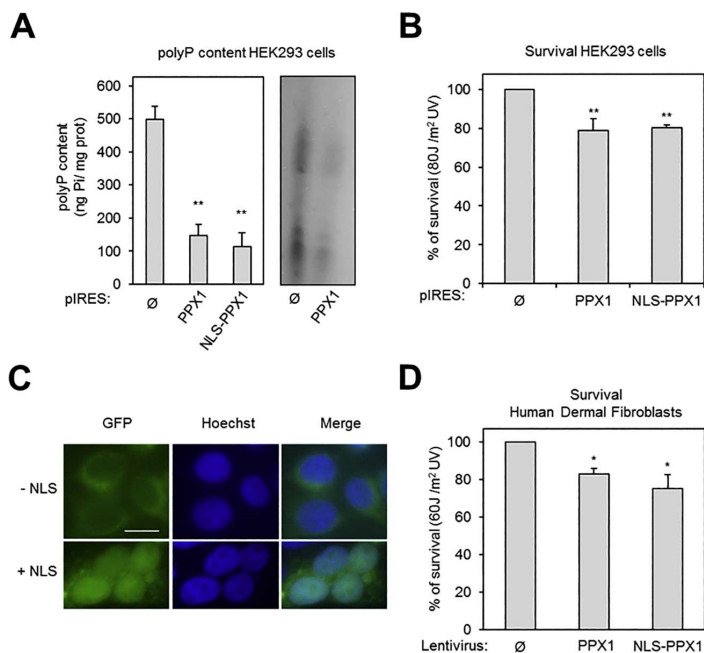 A
polyP content HEK293 cells
polyP content
(ng Pi/ mg prot)
600
500
400
300
200
100
0
**
**
pIRES:
Ø
PPX1
NLS-PPX1
Ø
PPX1
B
Survival HEK293 cells
% of survival (80J /m² UV)
100
80
60
40
20
0
**
**
pIRES:
Ø
PPX1
NLS-PPX1
C
GFP
Hoechst
Merge
- NLS
+ NLS
D
Survival
Human Dermal Fibroblasts
% of survival (60J /m² UV)
100
80
60
40
20
0
*
*
Lentivirus:
Ø
PPX1
NLS-PPX1